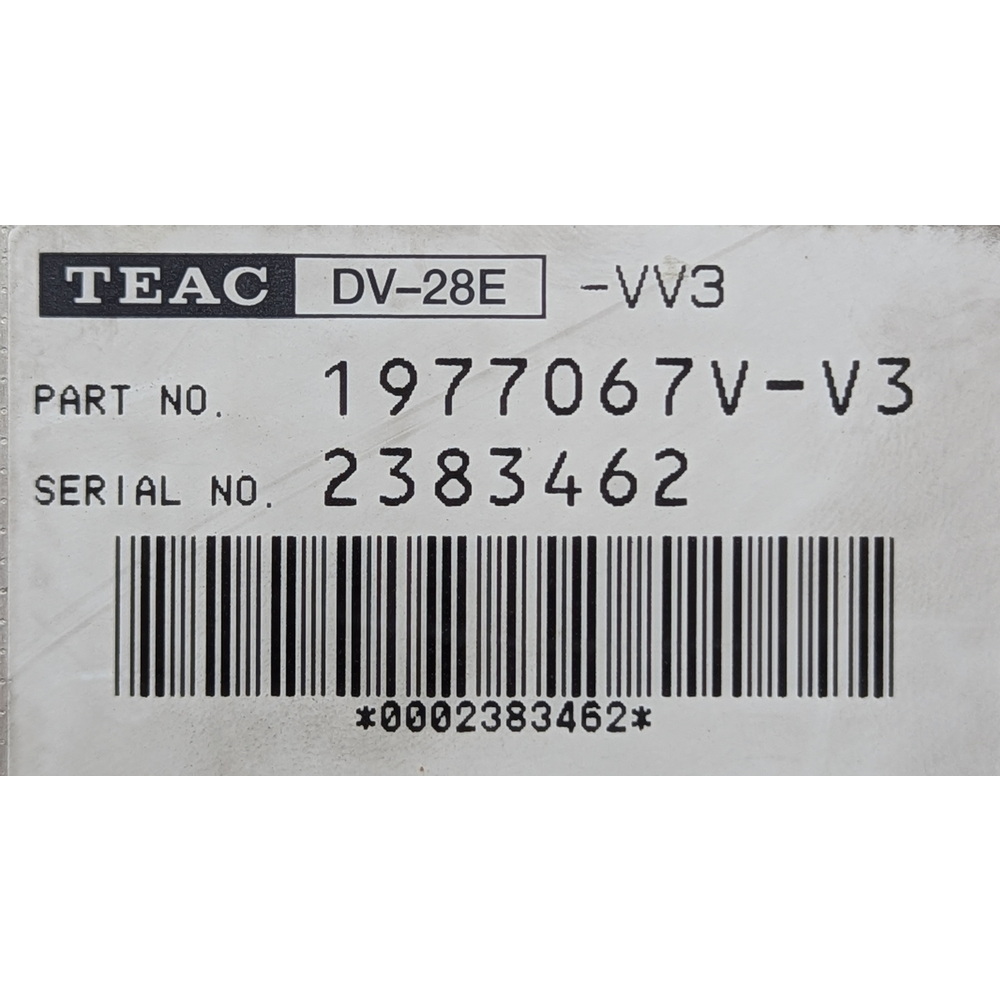 TEAC DV-28E -VV3
PART NO. 1977067V-V3
SERIAL NO. 2383462
*0002383462*